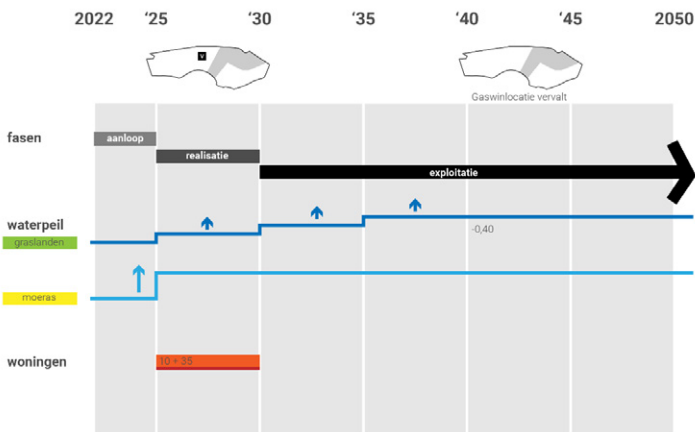 2022 ‘25 ‘30 ‘35 ‘40 ‘45 2050
Gaswinlocatie vervalt
fasen
aanloop
realisatie
exploitatie
waterpeil
graslanden
-0,40
moeras
woningen
10 + 35